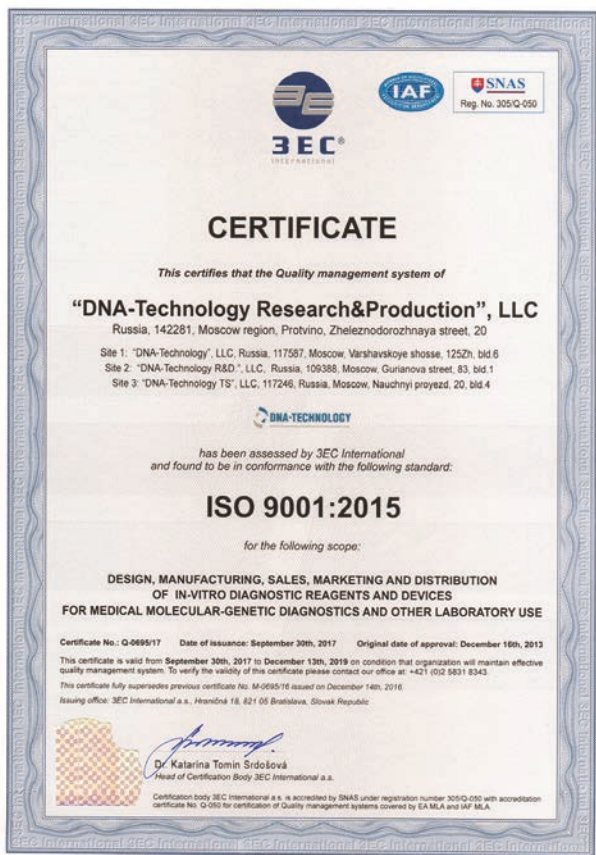 3EC International 3EC International 3EC International 3EC International 3EC International
3EC®
INTERNATIONAL
IAF
SNAS
Reg. No. 305/Q-050
CERTIFICATE
This certifies that the Quality management system of
“DNA-Technology Research&Production”, LLC
Russia, 142281, Moscow region, Protvino, Zheleznodorozhnaya street, 20
Site 1: “DNA-Technology”, LLC, Russia, 117587, Moscow, Varshavskoye shosse, 125Zh, bld.6
Site 2: “DNA-Technology R&D.”, LLC, Russia, 109388, Moscow, Gurianova street, 83, bld.1
Site 3: “DNA-Technology TS”, LLC, 117246, Russia, Moscow, Nauchnyi proyezd, 20, bld.4
DNA-TECHNOLOGY
has been assessed by 3EC International
and found to be in conformance with the following standard:
ISO 9001:2015
for the following scope:
DESIGN, MANUFACTURING, SALES, MARKETING AND DISTRIBUTION
OF IN-VITRO DIAGNOSTIC REAGENTS AND DEVICES
FOR MEDICAL MOLECULAR-GENETIC DIAGNOSTICS AND OTHER LABORATORY USE
Certificate No.: Q-0695/17 Date of issuance: September 30th, 2017 Original date of approval: December 16th, 2013
This certificate is valid from September 30th, 2017 to December 13th, 2019 on condition that organization will maintain effective
quality management system. To verify the validity of this certificate please contact our office at: +421 (0)2 5831 8343
This certificate fully supersedes previous certificate No. M-0695/16 issued on December 14th, 2016.
Issuing office: 3EC International a.s., Hraničná 18, 821 05 Bratislava, Slovak Republic
Dr. Katarina Tomin Srdošová
Head of Certification Body 3EC International a.s.
Certification body 3EC International a.s. is accredited by SNAS under registration number 305/Q-050 with accreditation
certificate No. Q-050 for certification of Quality management systems covered by EA MLA and IAF MLA.